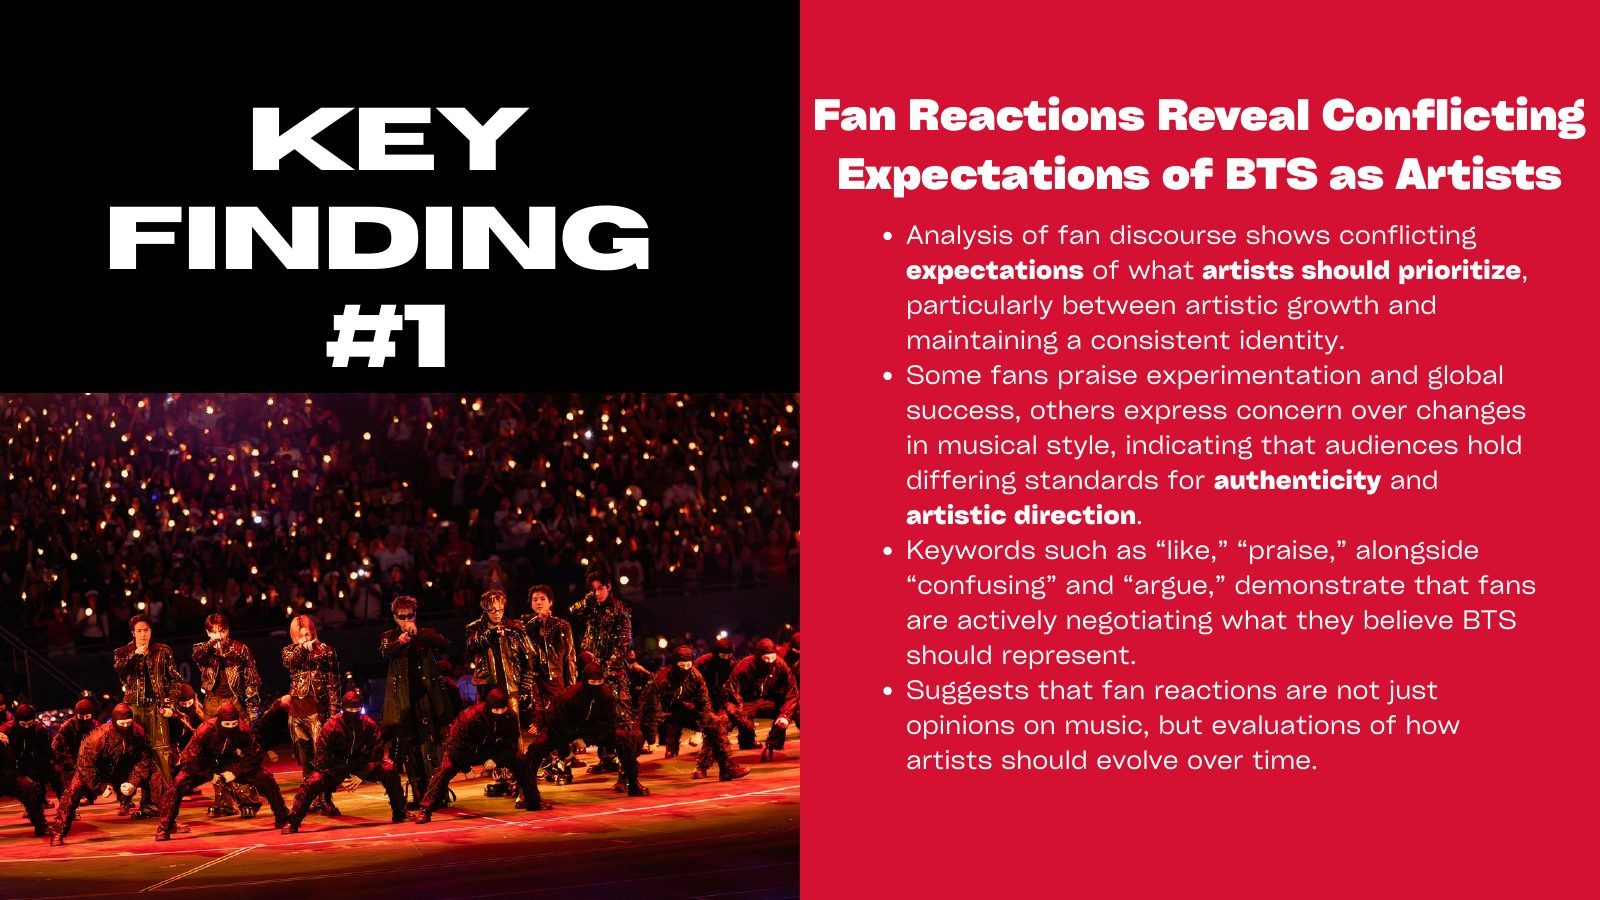 KEY
FINDING
#1
Fan Reactions Reveal Conflicting
Expectations of BTS as Artists
• Analysis of fan discourse shows conflicting
expectations of what artists should prioritize,
particularly between artistic growth and
maintaining a consistent identity.
• Some fans praise experimentation and global
success, others express concern over changes
in musical style, indicating that audiences hold
differing standards for authenticity and
artistic direction.
• Keywords such as “like,” “praise,” alongside
“confusing” and “argue,” demonstrate that fans
are actively negotiating what they believe BTS
should represent.
• Suggests that fan reactions are not just
opinions on music, but evaluations of how
artists should evolve over time.